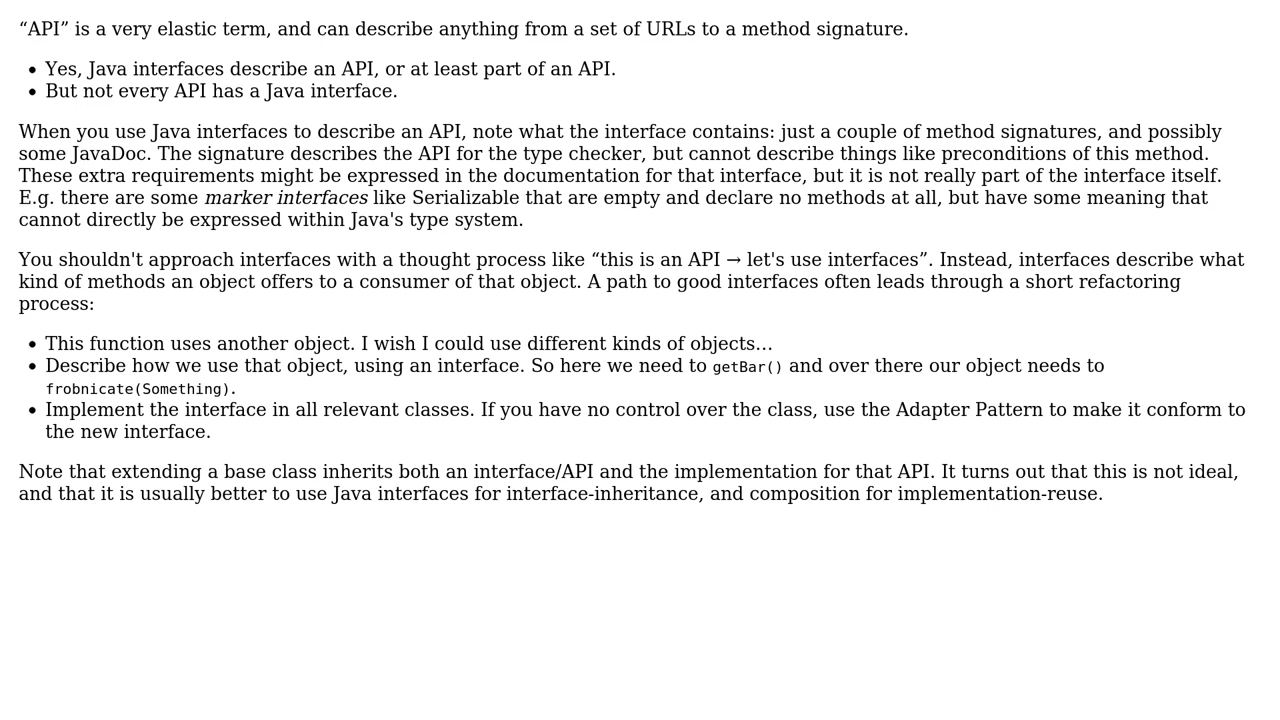 “API” is a very elastic term, and can describe anything from a set of URLs to a method signature.
• Yes, Java interfaces describe an API, or at least part of an API.
• But not every API has a Java interface.
When you use Java interfaces to describe an API, note what the interface contains: just a couple of method signatures, and possibly
some JavaDoc. The signature describes the API for the type checker, but cannot describe things like preconditions of this method.
These extra requirements might be expressed in the documentation for that interface, but it is not really part of the interface itself.
E.g. there are some marker interfaces like Serializable that are empty and declare no methods at all, but have some meaning that
cannot directly be expressed within Java's type system.
You shouldn't approach interfaces with a thought process like “this is an API → let's use interfaces”. Instead, interfaces describe what
kind of methods an object offers to a consumer of that object. A path to good interfaces often leads through a short refactoring
process:
• This function uses another object. I wish I could use different kinds of objects…
• Describe how we use that object, using an interface. So here we need to getBar() and over there our object needs to
frobnicate(Something).
• Implement the interface in all relevant classes. If you have no control over the class, use the Adapter Pattern to make it conform to
the new interface.
Note that extending a base class inherits both an interface/API and the implementation for that API. It turns out that this is not ideal,
and that it is usually better to use Java interfaces for interface-inheritance, and composition for implementation-reuse.